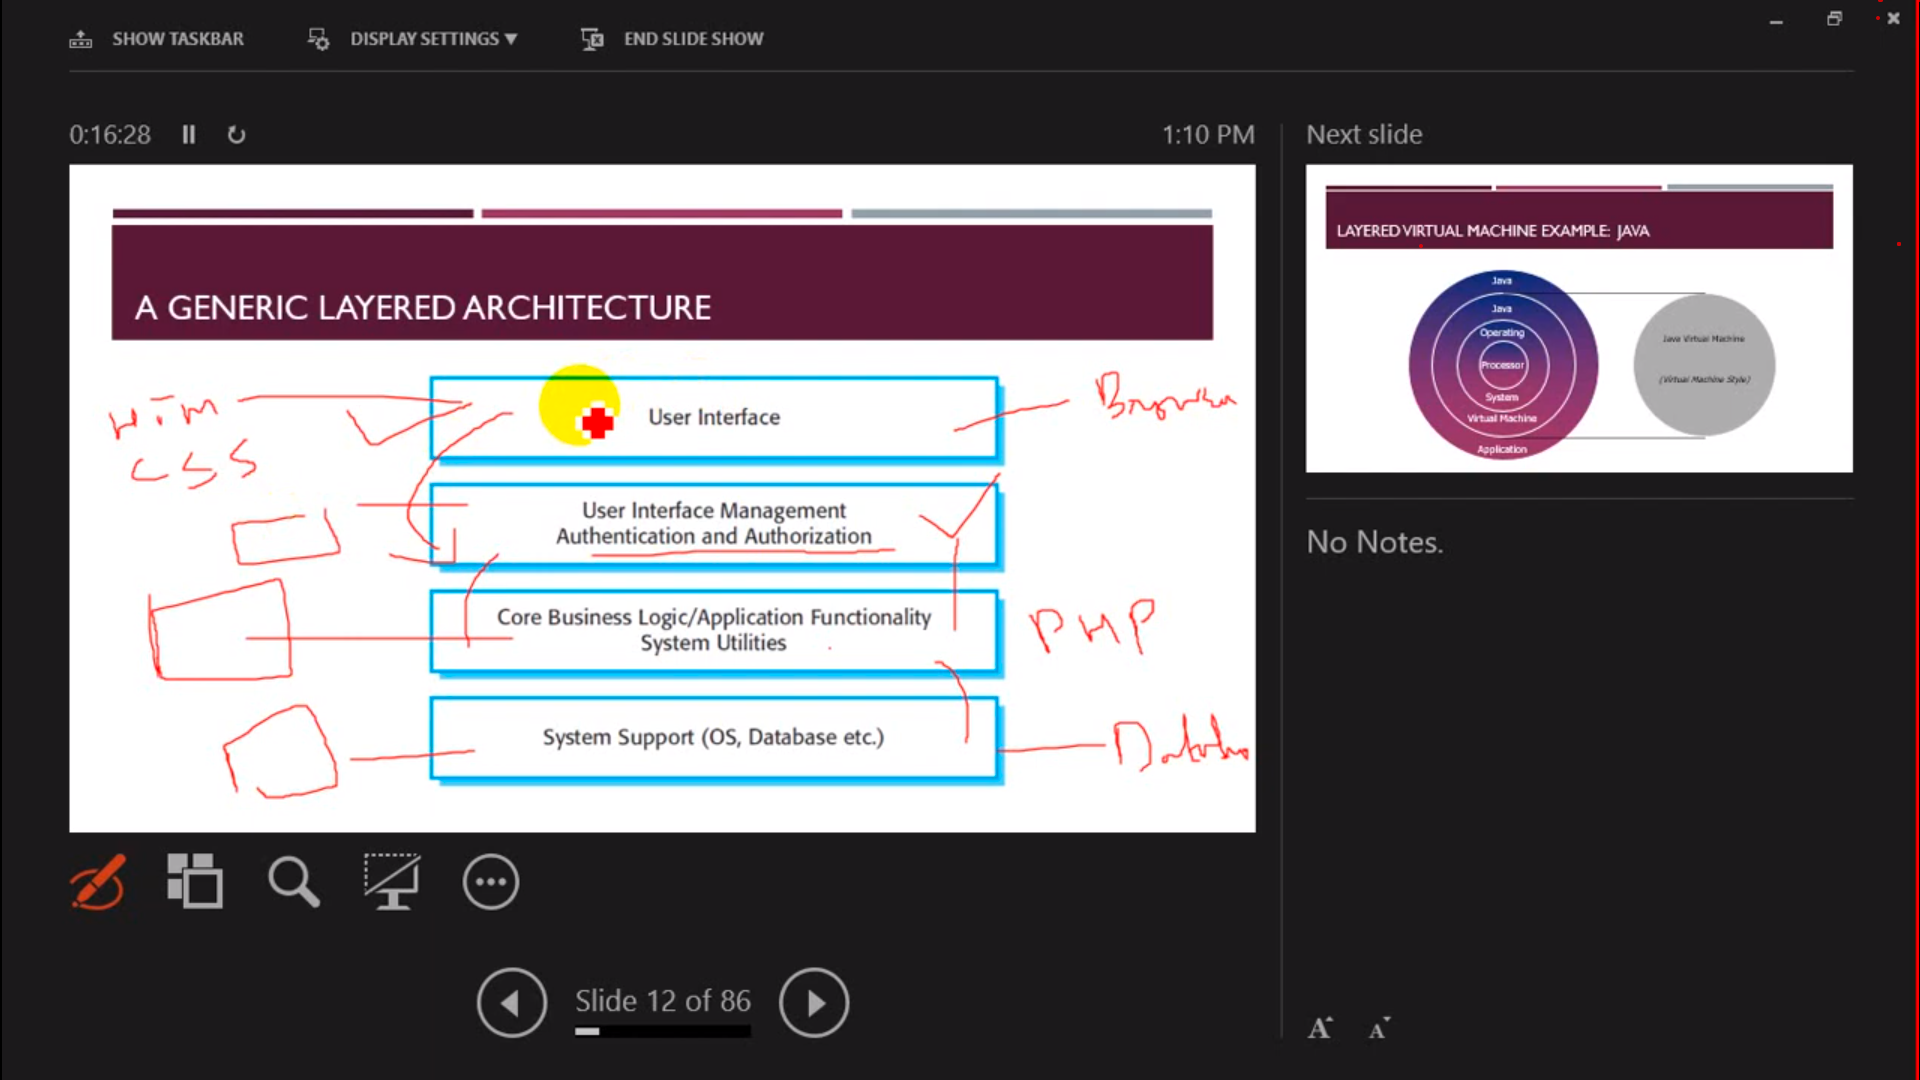 SHOW TASKBAR
DISPLAY SETTINGS ▼
END SLIDE SHOW
0:16:28
1:10 PM
Next slide
A GENERIC LAYERED ARCHITECTURE
User Interface
CSS
User Interface Management
Authentication and Authorization
Core Business Logic/Application Functionality
System Utilities
PHP
System Support (OS, Database etc.)
LAYERED VIRTUAL MACHINE EXAMPLE: JAVA
Java
Java
Operating
Processor
System
Virtual Machine
Application
Java Virtual Machine
(Virtual Machine Style)
No Notes.
Slide 12 of 86
A A